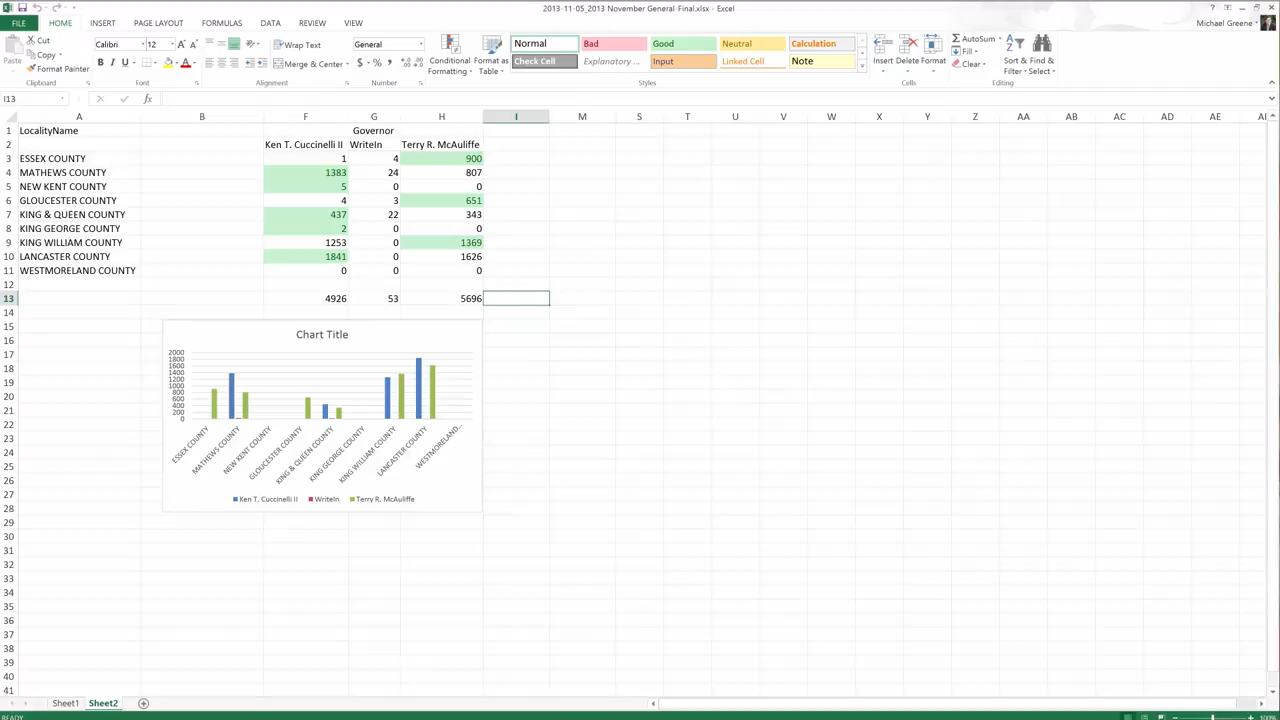 2013-11-05_2013 November General Final.xlsx - Excel
FILE HOME INSERT PAGE LAYOUT FORMULAS DATA REVIEW VIEW Michael Greene
Paste Cut Copy Format Painter Clipboard
Calibri 12 B I U Font
Wrap Text Merge & Center Alignment
General $ % , Number
Conditional Formatting Format as Table
Normal Bad Good Neutral Calculation
Check Cell Explanatory ... Input Linked Cell Note
Styles
Insert Delete Format Cells
AutoSum Fill Clear Sort & Filter Find & Select Editing
I13 fx
A B F G H I M S T U V W X Y Z AA AB AC AD AE
1 LocalityName Governor
2 Ken T. Cuccinelli II WriteIn Terry R. McAuliffe
3 ESSEX COUNTY 1 4 900
4 MATHEWS COUNTY 1383 24 807
5 NEW KENT COUNTY 5 0 0
6 GLOUCESTER COUNTY 4 3 651
7 KING & QUEEN COUNTY 437 22 343
8 KING GEORGE COUNTY 2 0 0
9 KING WILLIAM COUNTY 1253 0 1369
10 LANCASTER COUNTY 1841 0 1626
11 WESTMORELAND COUNTY 0 0 0
12
13 4926 53 5696
14
15
16
17
18
19
20
21
22
23
24
25
26
27
28
29
30
31
32
33
34
35
36
37
38
39
40
41
Chart Title
2000
1800
1600
1400
1200
1000
800
600
400
200
0
ESSEX COUNTY
MATHEWS COUNTY
NEW KENT COUNTY
GLOUCESTER COUNTY
KING & QUEEN COUNTY
KING GEORGE COUNTY
KING WILLIAM COUNTY
LANCASTER COUNTY
WESTMORELAND...
Ken T. Cuccinelli II WriteIn Terry R. McAuliffe
Sheet1 Sheet2
READY 100%